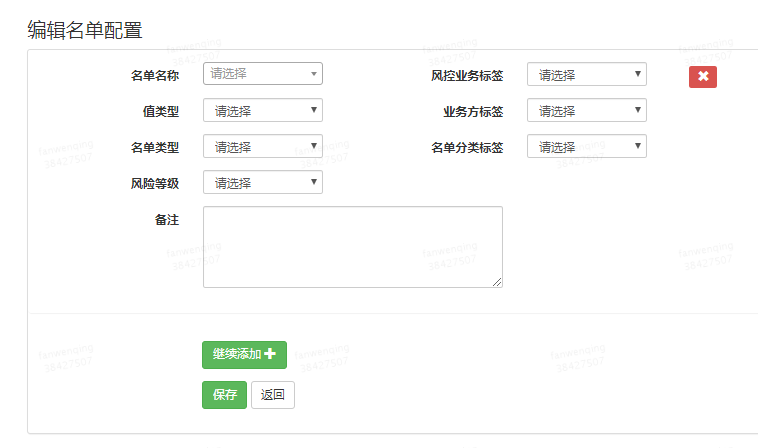 编辑名单配置
名单名称 请选择 风控业务标签 请选择
值类型 请选择 业务方标签 请选择
名单类型 请选择 名单分类标签 请选择
风险等级 请选择
备注
继续添加
保存 返回